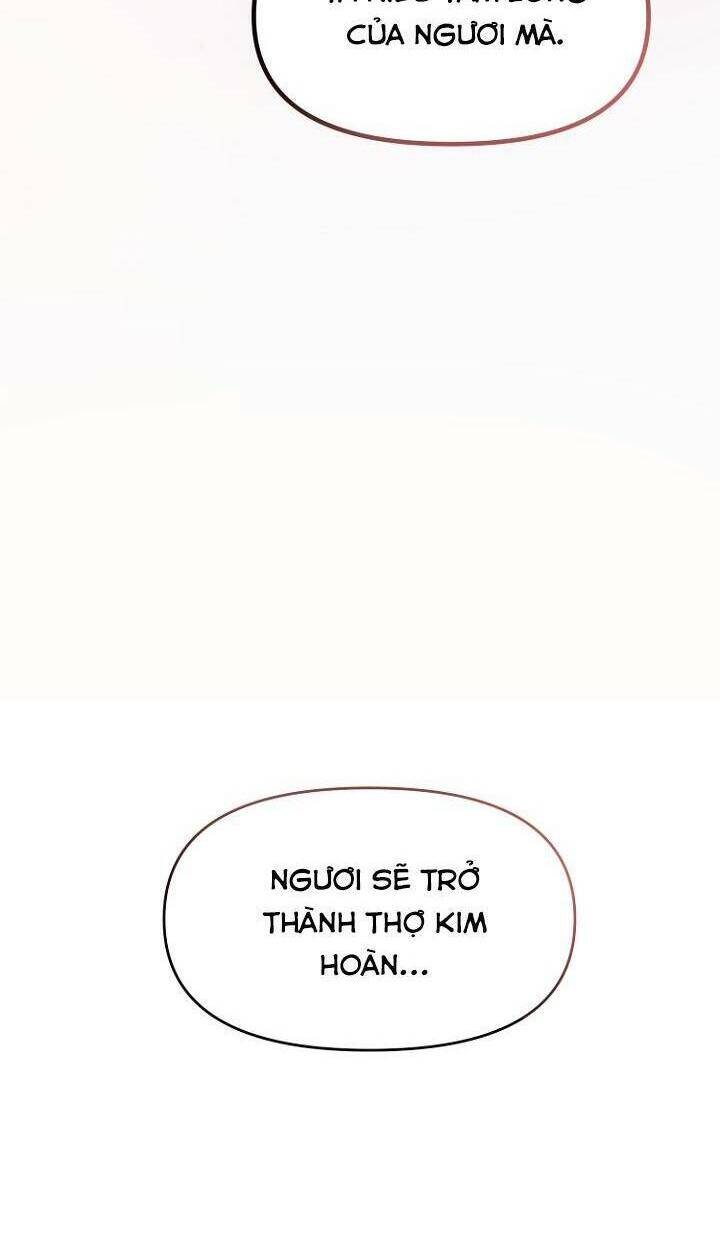 CỦA NGƯƠI MÀ.
NGƯƠI SẼ TRỞ
THÀNH THỢ KIM
HOÀN...